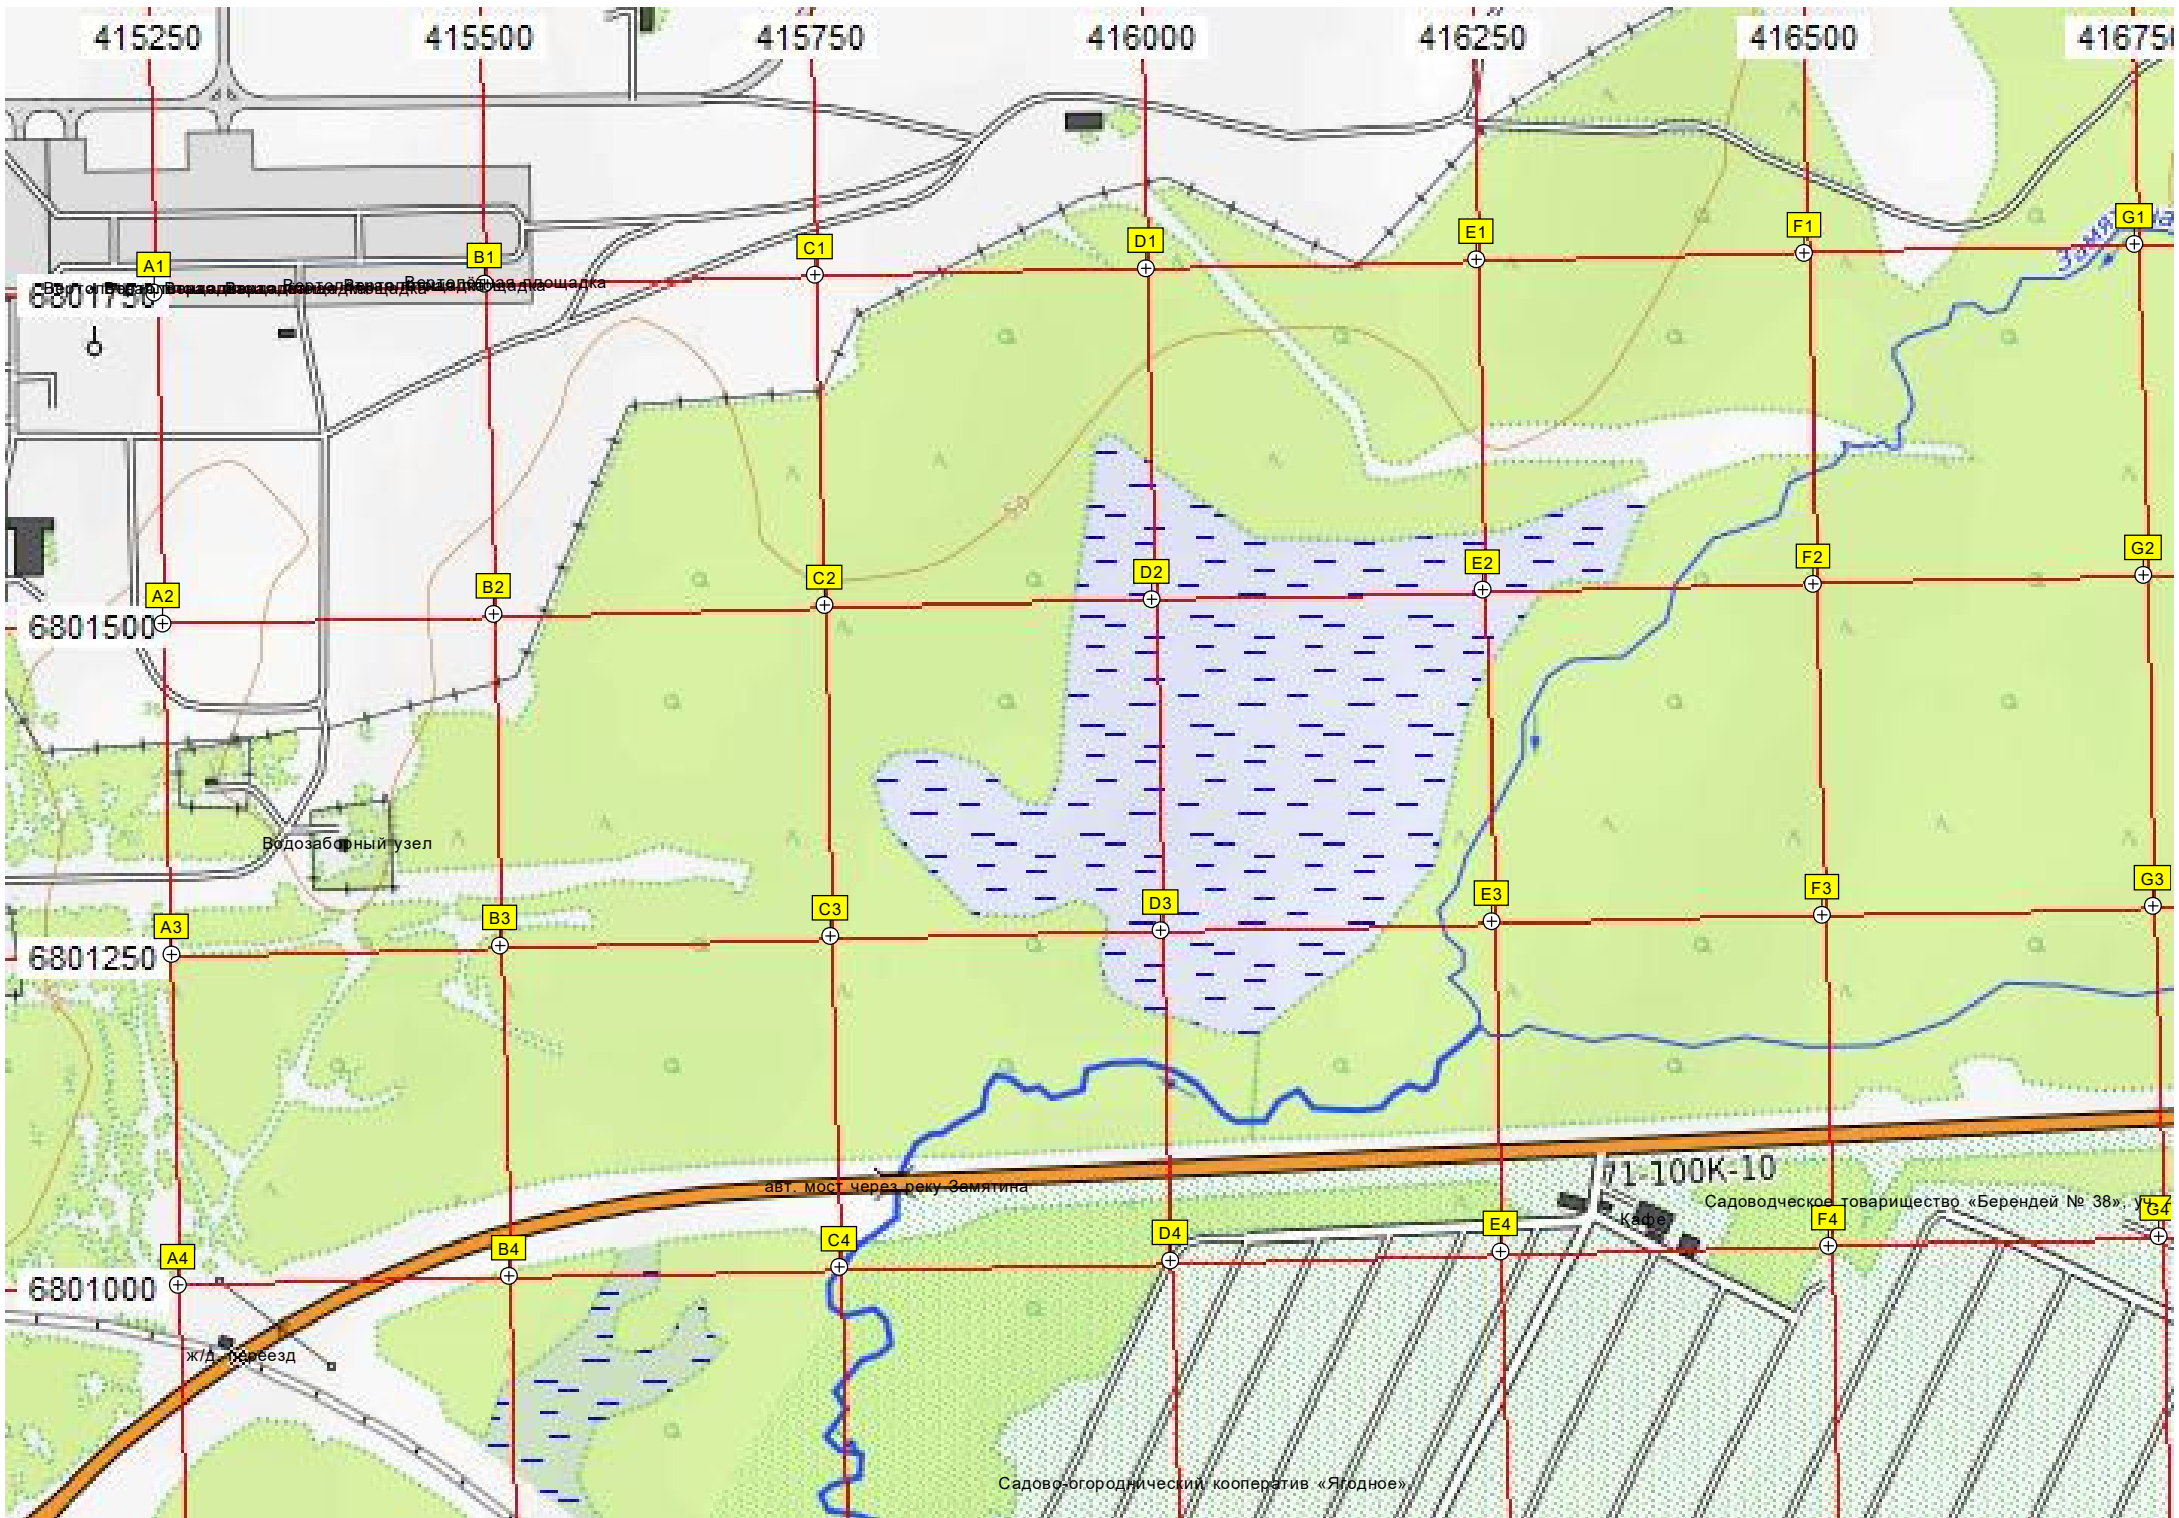 415250 415500 415750 416000 416250 416500 41675
A1 B1 C1 D1 E1 F1 G1
Замят
Вертолётная площадка
6801750
50
A2 B2 C2 D2 E2 F2 G2
6801500
Водозаборный узел
A3 B3 C3 D3 E3 F3 G3
6801250
71-100К-10
авт. мост через реку Замятина
Садоводческое товарищество «Берендей № 38», уч.
Кафе
A4 B4 C4 D4 E4 F4 G4
6801000
ж/д. переезд
Садово-огороднический кооператив «Ягодное»